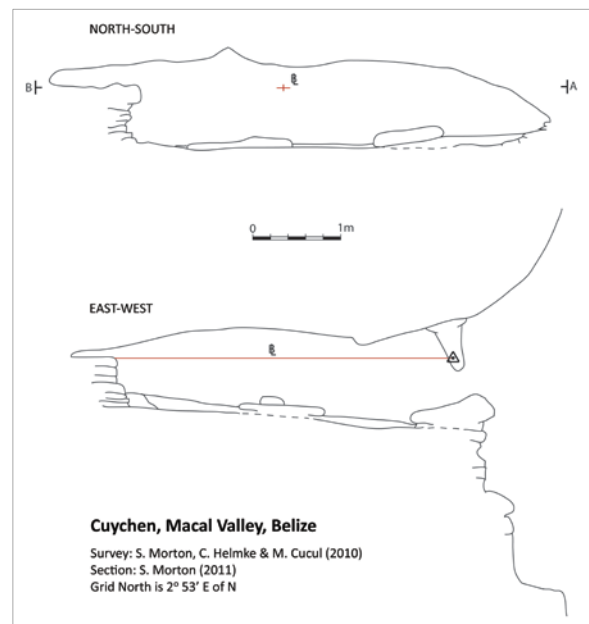 NORTH-SOUTH
B
℄
A
0
1m
EAST-WEST
℄
Cuychen, Macal Valley, Belize
Survey: S. Morton, C. Helmke & M. Cucul (2010)
Section: S. Morton (2011)
Grid North is 2° 53' E of N